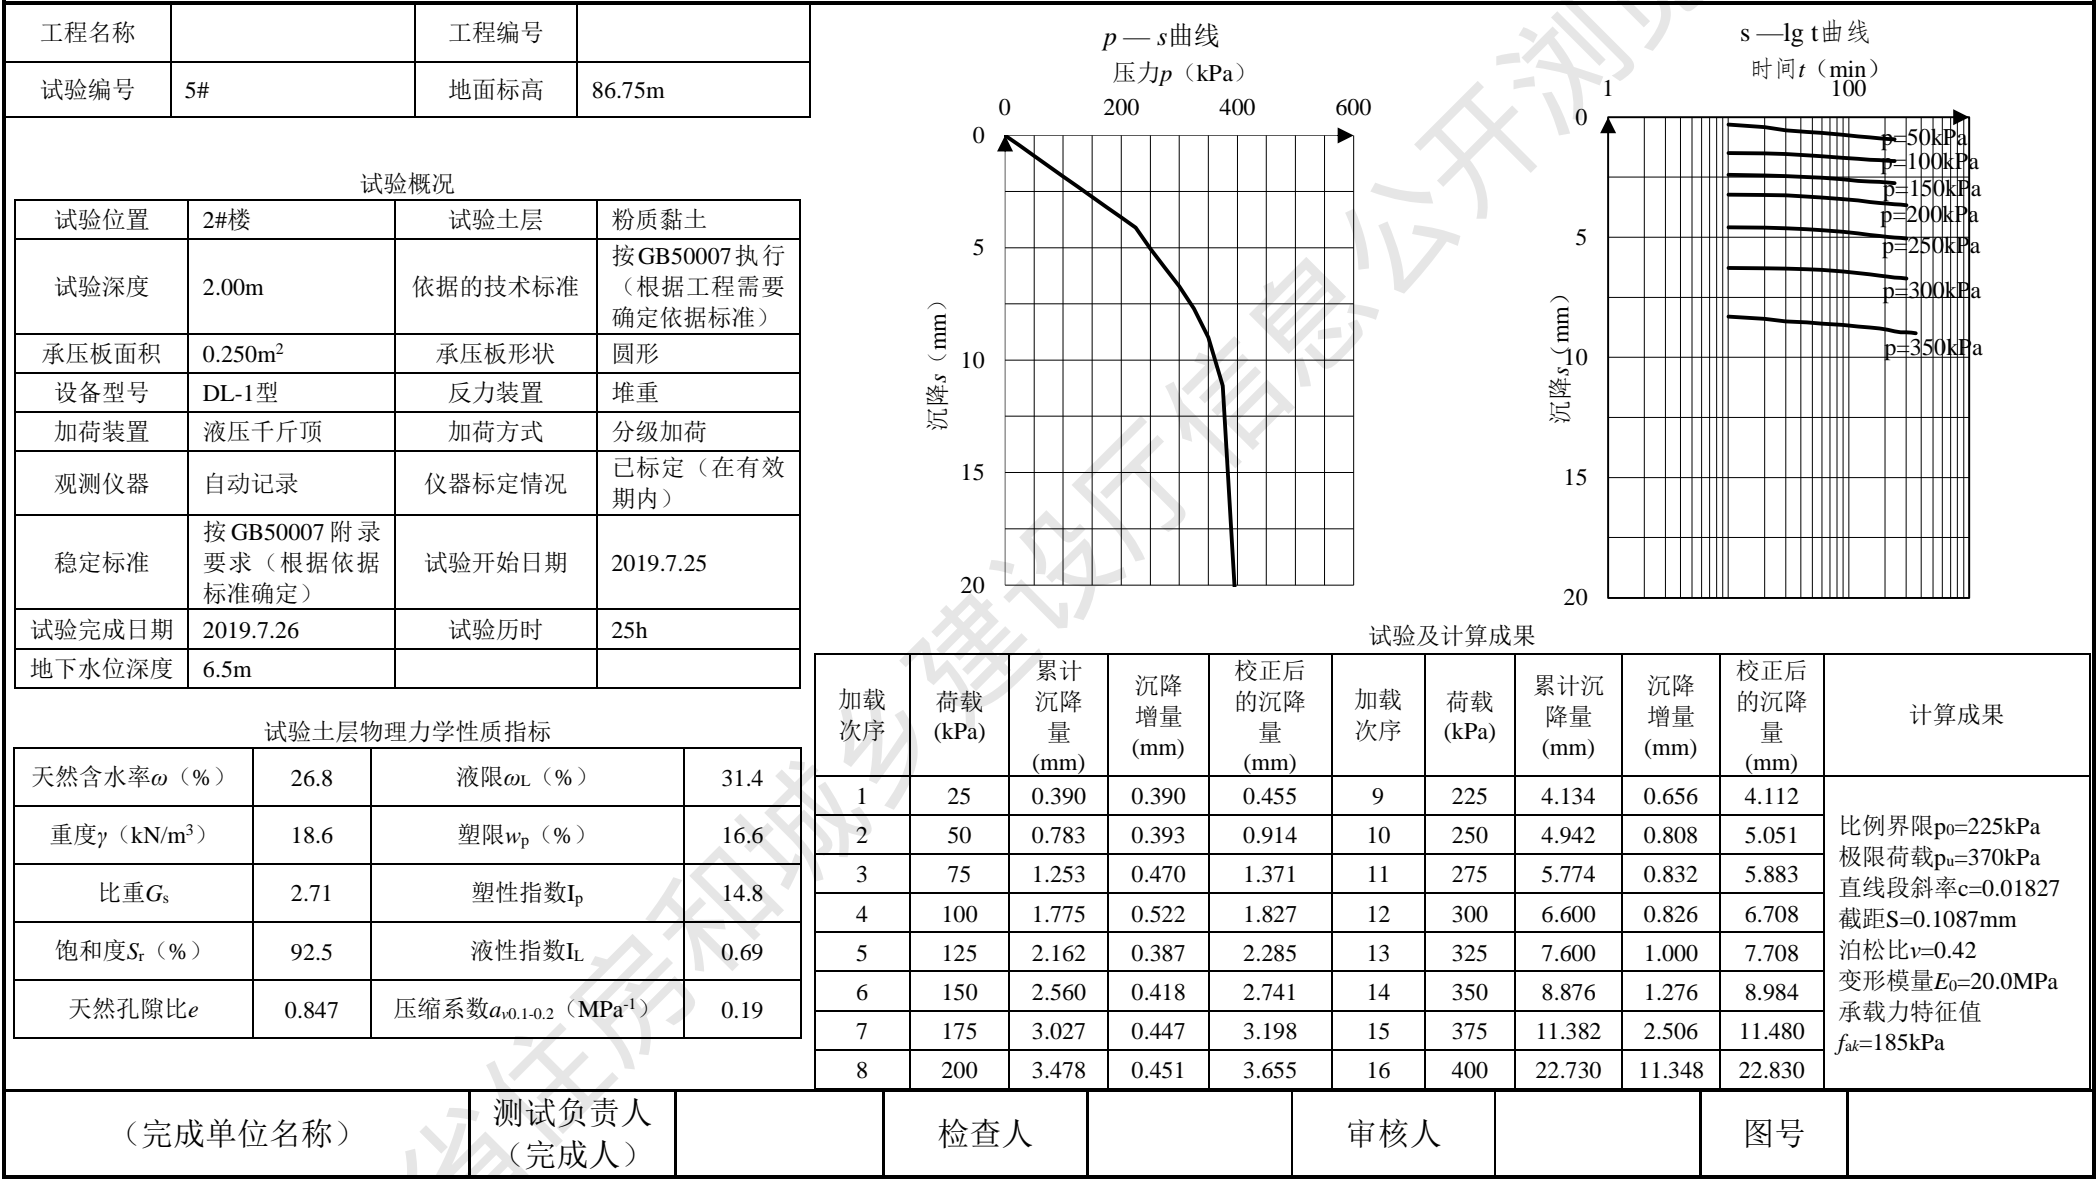 工程名称 工程编号
试验编号 5# 地面标高 86.75m
试验概况
试验位置 2#楼 试验土层 粉质黏土
试验深度 2.00m 依据的技术标准 按GB50007执行
（根据工程需要
确定依据标准）
承压板面积 0.250m² 承压板形状 圆形
设备型号 DL-1型 反力装置 堆重
加荷装置 液压千斤顶 加荷方式 分级加荷
观测仪器 自动记录 仪器标定情况 已标定（在有效
期内）
稳定标准 按GB50007附录
要求（根据依据
标准确定）
试验开始日期 2019.7.25
试验完成日期 2019.7.26 试验历时 25h
地下水位深度 6.5m
试验土层物理力学性质指标
天然含水率ω（%） 26.8 液限ωL（%） 31.4
重度γ（kN/m³） 18.6 塑限wp（%） 16.6
比重Gs 2.71 塑性指数Ip 14.8
饱和度Sr（%） 92.5 液性指数IL 0.69
天然孔隙比e 0.847 压缩系数av0.1-0.2（MPa-1） 0.19
p — s曲线
压力p（kPa）
0 200 400 600
0
5
10
15
20
沉降s（mm）
s —lg t曲线
时间t（min）
1 100
0
5
10
15
20
沉降s（mm）
p=50kPa
p=100kPa
p=150kPa
p=200kPa
p=250kPa
p=300kPa
p=350kPa
试验及计算成果
加载
次序
荷载
(kPa)
累计
沉降
量
(mm)
沉降
增量
(mm)
校正后
的沉降
量
(mm)
加载
次序
荷载
(kPa)
累计沉
降量
(mm)
沉降
增量
(mm)
校正后
的沉降
量
(mm)
计算成果
1 25 0.390 0.390 0.455 9 225 4.134 0.656 4.112
2 50 0.783 0.393 0.914 10 250 4.942 0.808 5.051
3 75 1.253 0.470 1.371 11 275 5.774 0.832 5.883
4 100 1.775 0.522 1.827 12 300 6.600 0.826 6.708
5 125 2.162 0.387 2.285 13 325 7.600 1.000 7.708
6 150 2.560 0.418 2.741 14 350 8.876 1.276 8.984
7 175 3.027 0.447 3.198 15 375 11.382 2.506 11.480
8 200 3.478 0.451 3.655 16 400 22.730 11.348 22.830
比例界限p0=225kPa
极限荷载pu=370kPa
直线段斜率c=0.01827
截距S=0.1087mm
泊松比ν=0.42
变形模量E0=20.0MPa
承载力特征值
fak=185kPa
（完成单位名称） 测试负责人
（完成人）
检查人 审核人 图号
省住房和城乡建设厅信息公开浏览